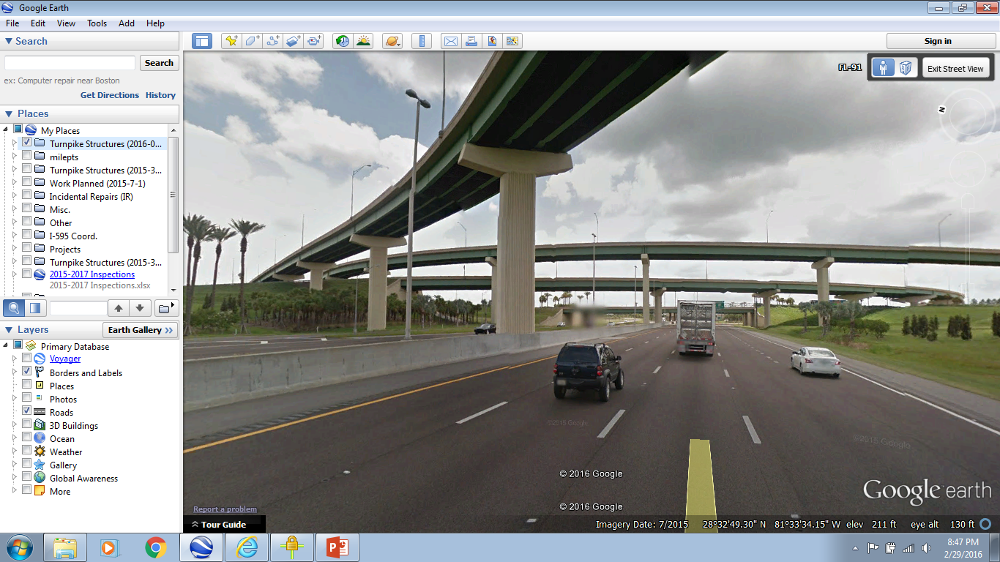 Google Earth
File Edit View Tools Add Help
Search
Search
ex: Computer repair near Boston
Get Directions History
Places
My Places
Turnpike Structures (2016-0...
milepts
Turnpike Structures (2015-3...
Work Planned (2015-7-1)
Incidental Repairs (IR)
Misc.
Other
I-595 Coord.
Projects
Turnpike Structures (2015-3...
2015-2017 Inspections
2015-2017 Inspections.xlsx
Layers
Earth Gallery »
Primary Database
Voyager
Borders and Labels
Places
Photos
Roads
3D Buildings
Ocean
Weather
Gallery
Global Awareness
More
Sign in
FL-91
Exit Street View
N
©2015 Google
©2015 Google
© 2016 Google
© 2016 Google
Google earth
Report a problem
Tour Guide
Imagery Date: 7/2015 28°32'49.30" N 81°33'34.15" W elev 211 ft eye alt 130 ft
8:47 PM
2/29/2016